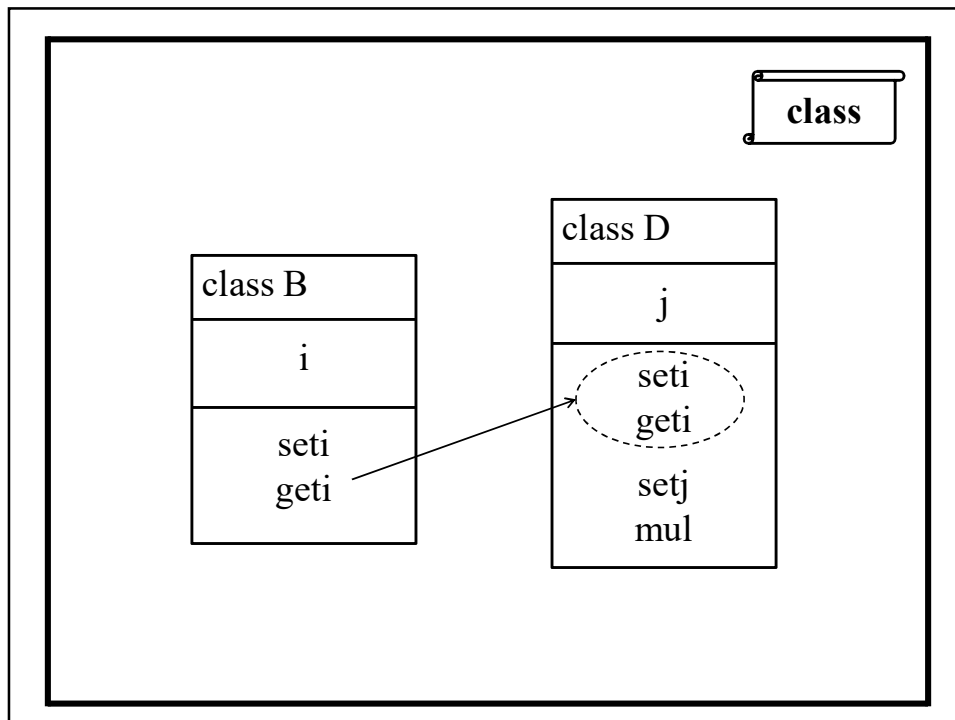 class
class B
i
seti
geti
class D
j
seti
geti
setj
mul